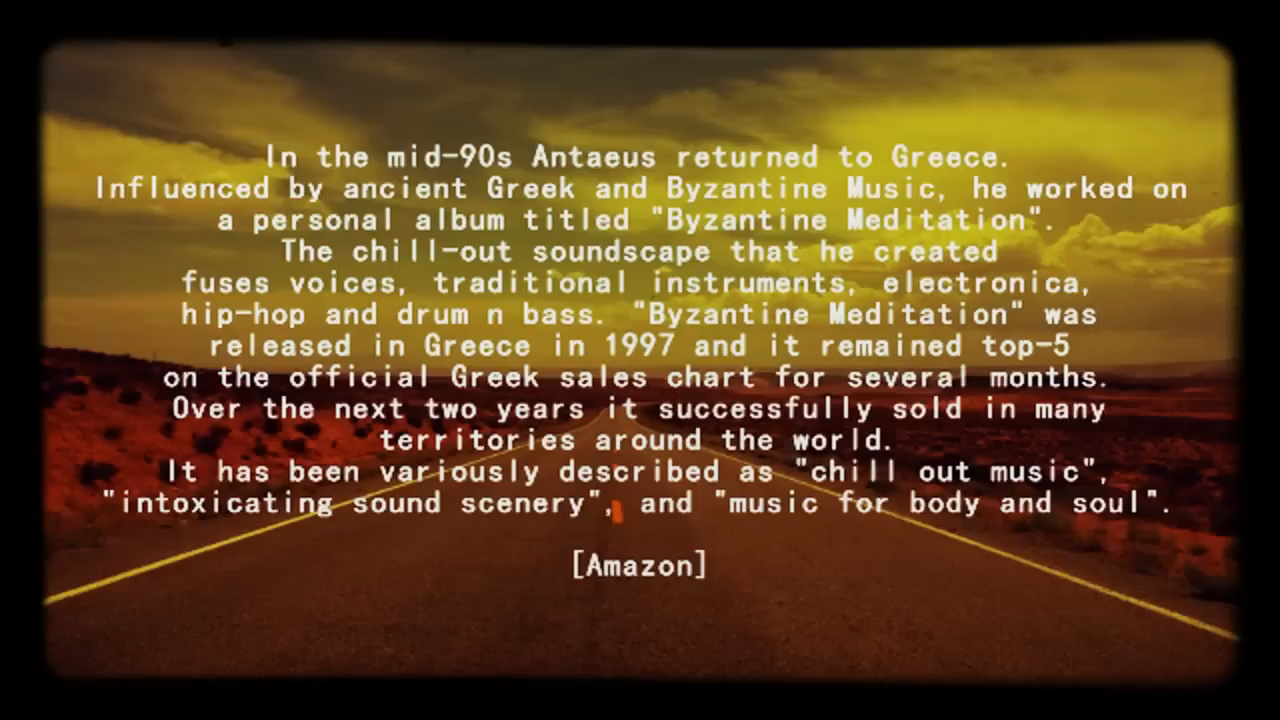 In the mid-90s Antaeus returned to Greece.
Influenced by ancient Greek and Byzantine Music, he worked on
a personal album titled "Byzantine Meditation".
The chill-out soundscape that he created
fuses voices, traditional instruments, electronica,
hip-hop and drum n bass. "Byzantine Meditation" was
released in Greece in 1997 and it remained top-5
on the official Greek sales chart for several months.
Over the next two years it successfully sold in many
territories around the world.
It has been variously described as "chill out music",
"intoxicating sound scenery", and "music for body and soul".
[Amazon]